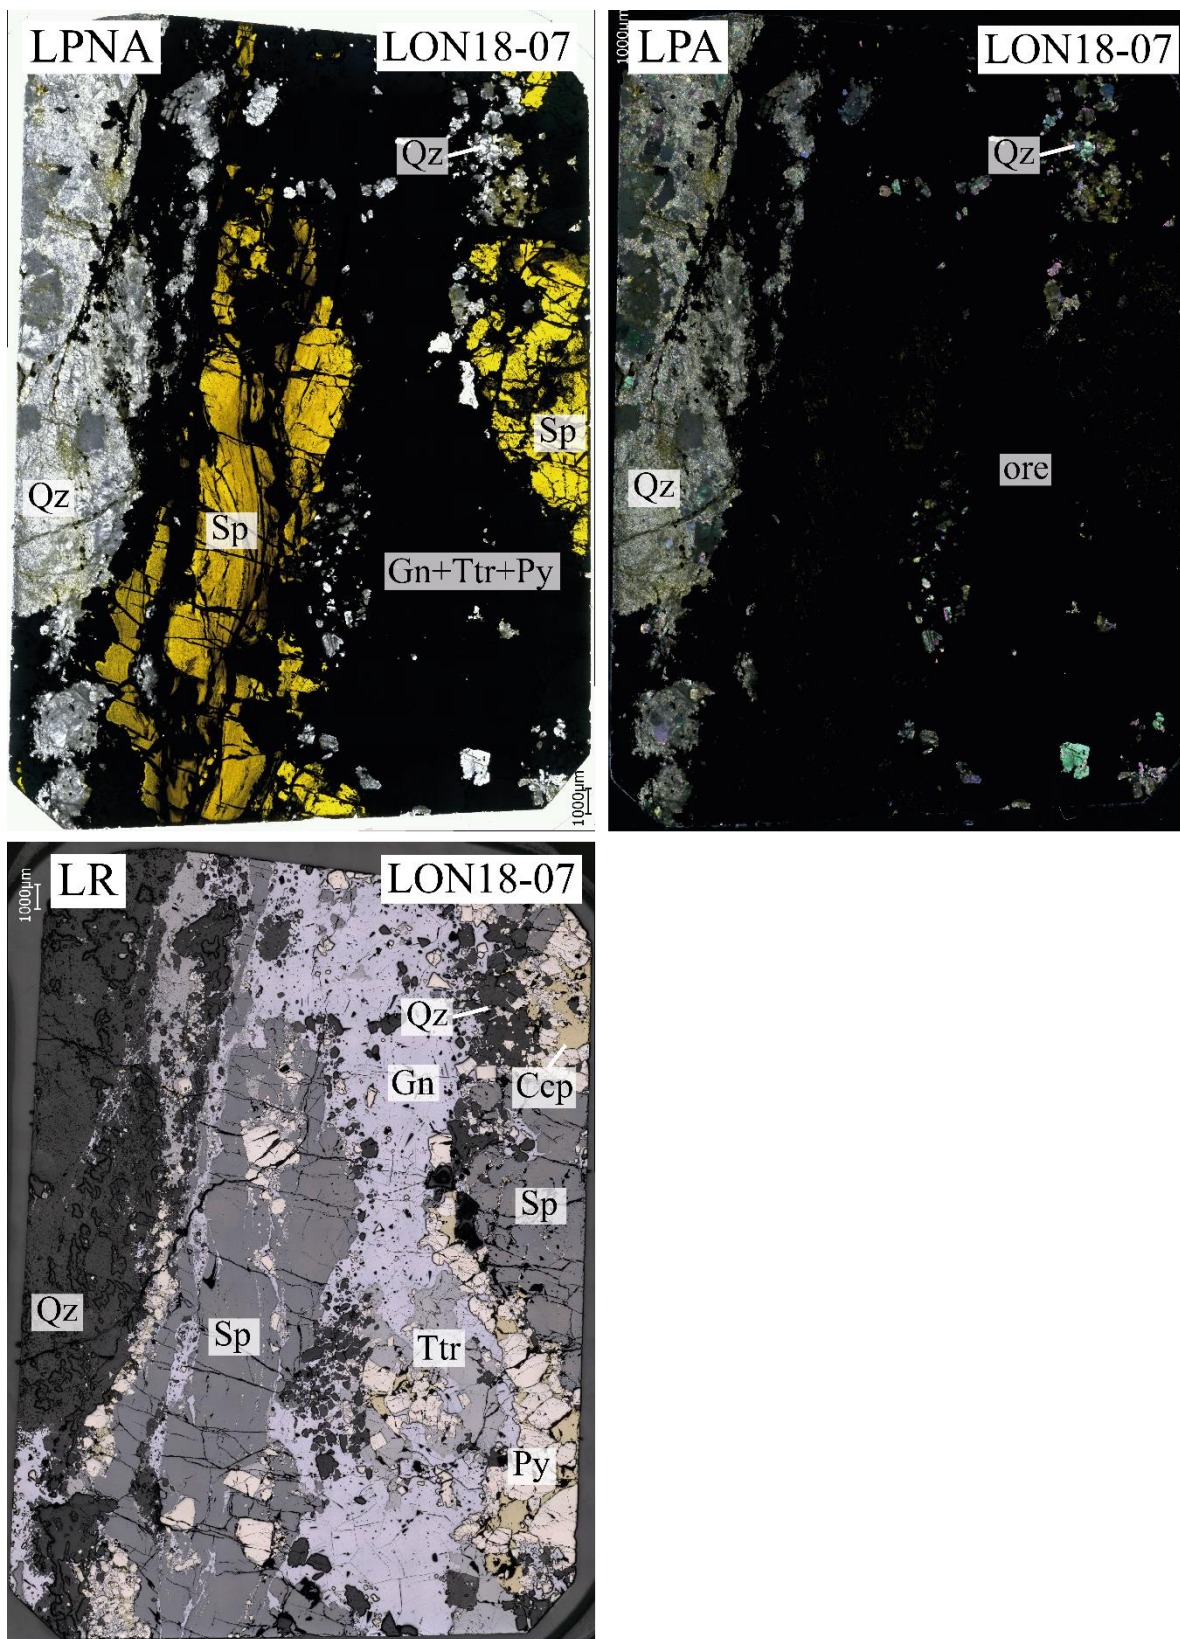 LPNA LON18-07
Qz
Sp
Qz
Sp
Gn+Ttr+Py
1000µm
1000µm
LPA LON18-07
Qz
Qz
ore
LR LON18-07
1000µm
Qz
Gn
Ccp
Sp
Qz
Sp
Ttr
Py